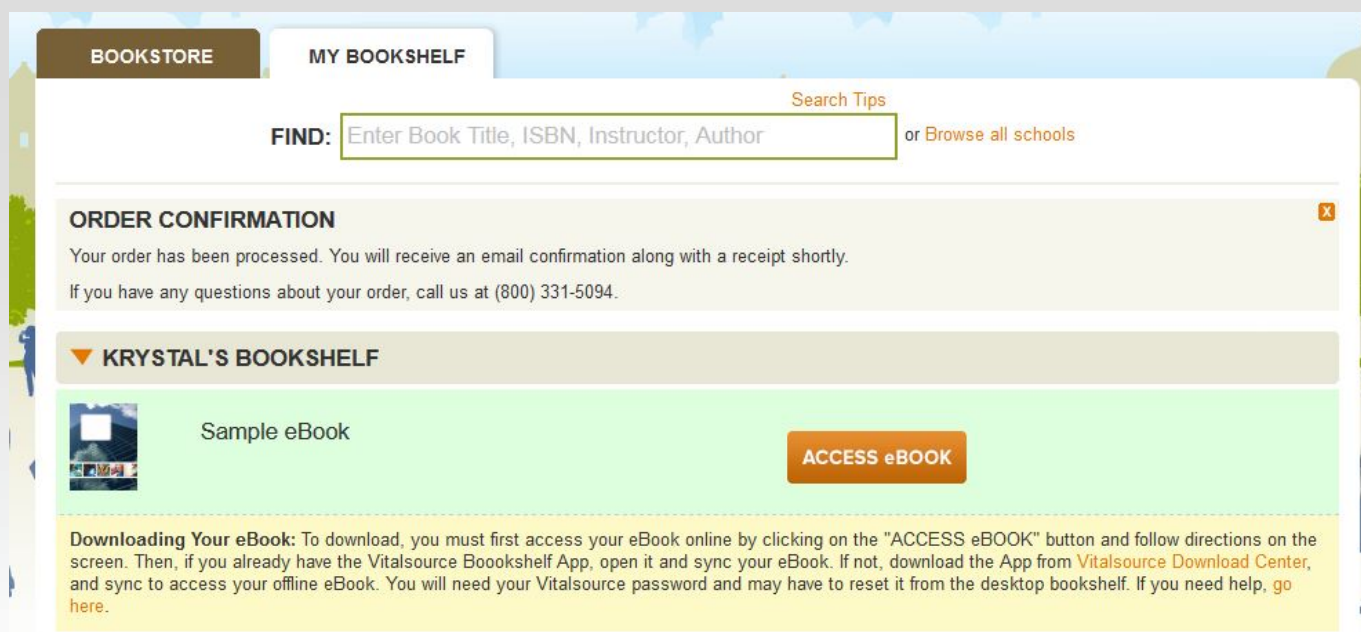 BOOKSTORE
MY BOOKSHELF
Search Tips
FIND: Enter Book Title, ISBN, Instructor, Author or Browse all schools
ORDER CONFIRMATION
X
Your order has been processed. You will receive an email confirmation along with a receipt shortly.
If you have any questions about your order, call us at (800) 331-5094.
KRYSTAL'S BOOKSHELF
Sample eBook
ACCESS eBOOK
Downloading Your eBook: To download, you must first access your eBook online by clicking on the "ACCESS eBOOK" button and follow directions on the
screen. Then, if you already have the Vitalsource Boookshelf App, open it and sync your eBook. If not, download the App from Vitalsource Download Center,
and sync to access your offline eBook. You will need your Vitalsource password and may have to reset it from the desktop bookshelf. If you need help, go
here.